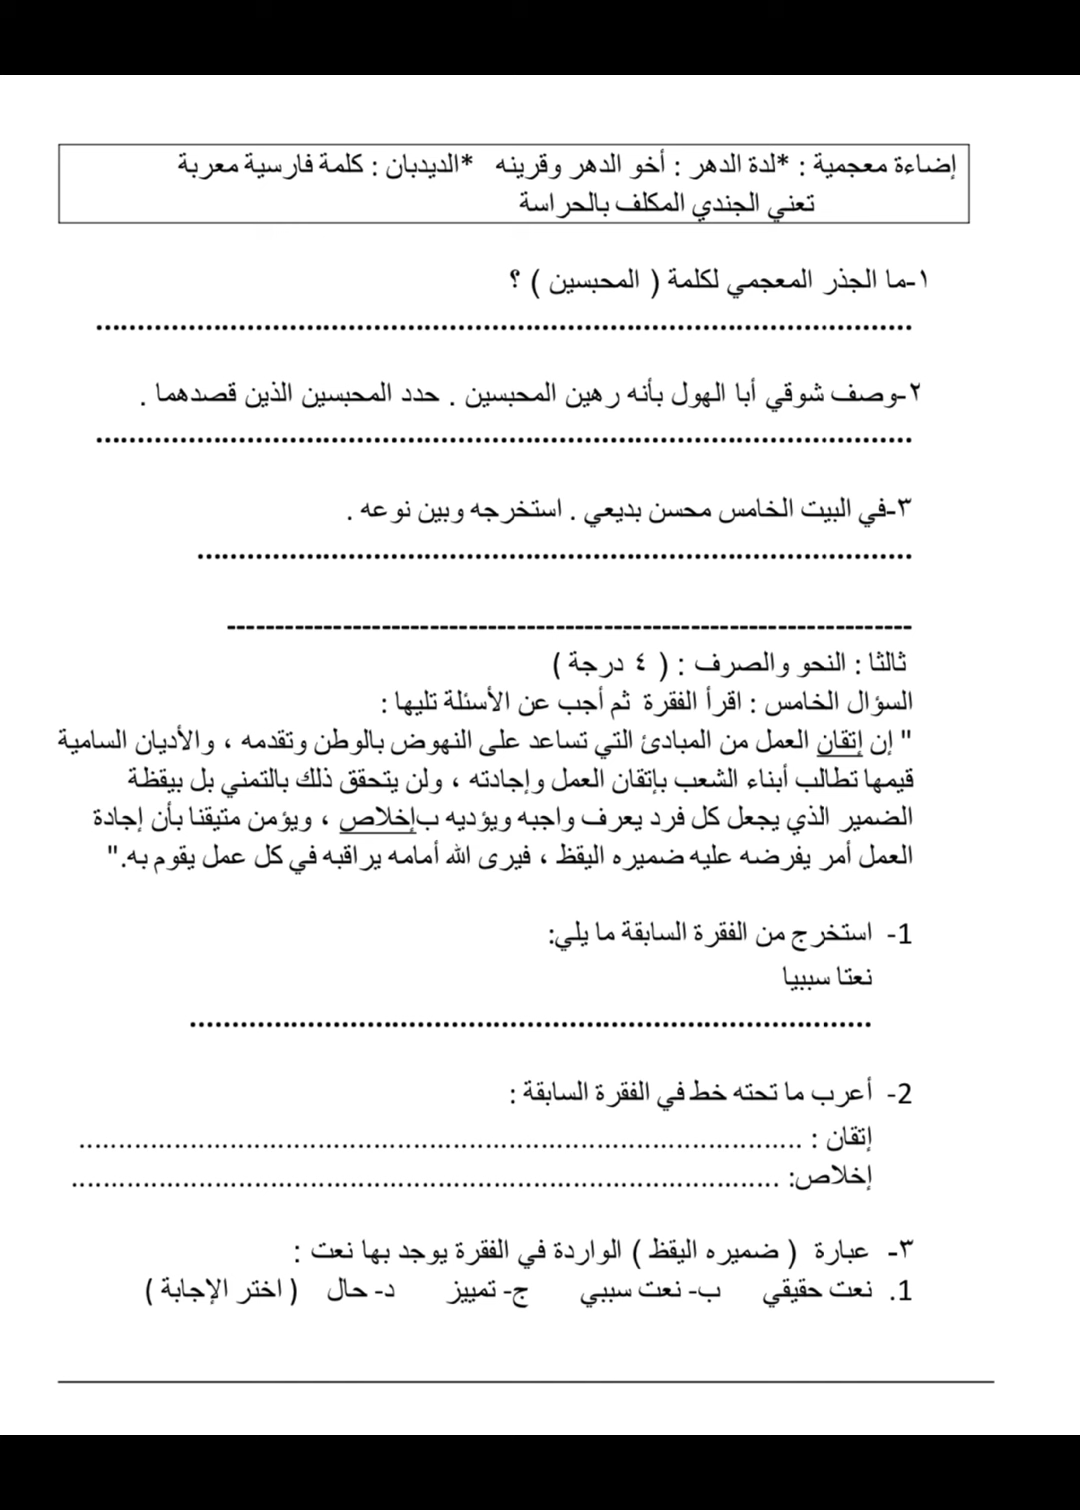 إضاءة معجمية : *لدة الدهر : أخو الدهر وقرينه *الديدبان : كلمة فارسية معربة
تعني الجندي المكلف بالحراسة
١-ما الجذر المعجمي لكلمة ( المحبسين ) ؟
................................................................................
٢-وصف شوقي أبا الهول بأنه رهين المحبسين . حدد المحبسين الذين قصدهما .
................................................................................
٣-في البيت الخامس محسن بديعي . استخرجه وبين نوعه .
......................................................................
----------------------------------------------------------------------
ثالثا : النحو والصرف : ( ٤ درجة )
السؤال الخامس : اقرأ الفقرة ثم أجب عن الأسئلة تليها :
" إن إتقان العمل من المبادئ التي تساعد على النهوض بالوطن وتقدمه ، والأديان السامية
قيمها تطالب أبناء الشعب بإتقان العمل وإجادته ، ولن يتحقق ذلك بالتمني بل بيقظة
الضمير الذي يجعل كل فرد يعرف واجبه ويؤديه بإخلاص ، ويؤمن متيقنا بأن إجادة
العمل أمر يفرضه عليه ضميره اليقظ ، فيرى الله أمامه يراقبه في كل عمل يقوم به."
1- استخرج من الفقرة السابقة ما يلي:
نعتا سببيا
....................................................................
2- أعرب ما تحته خط في الفقرة السابقة :
إتقان : ........................................................................
إخلاص: .......................................................................
٣- عبارة ( ضميره اليقظ ) الواردة في الفقرة يوجد بها نعت :
1. نعت حقيقي ب- نعت سببي ج- تمييز د- حال ( اختر الإجابة )